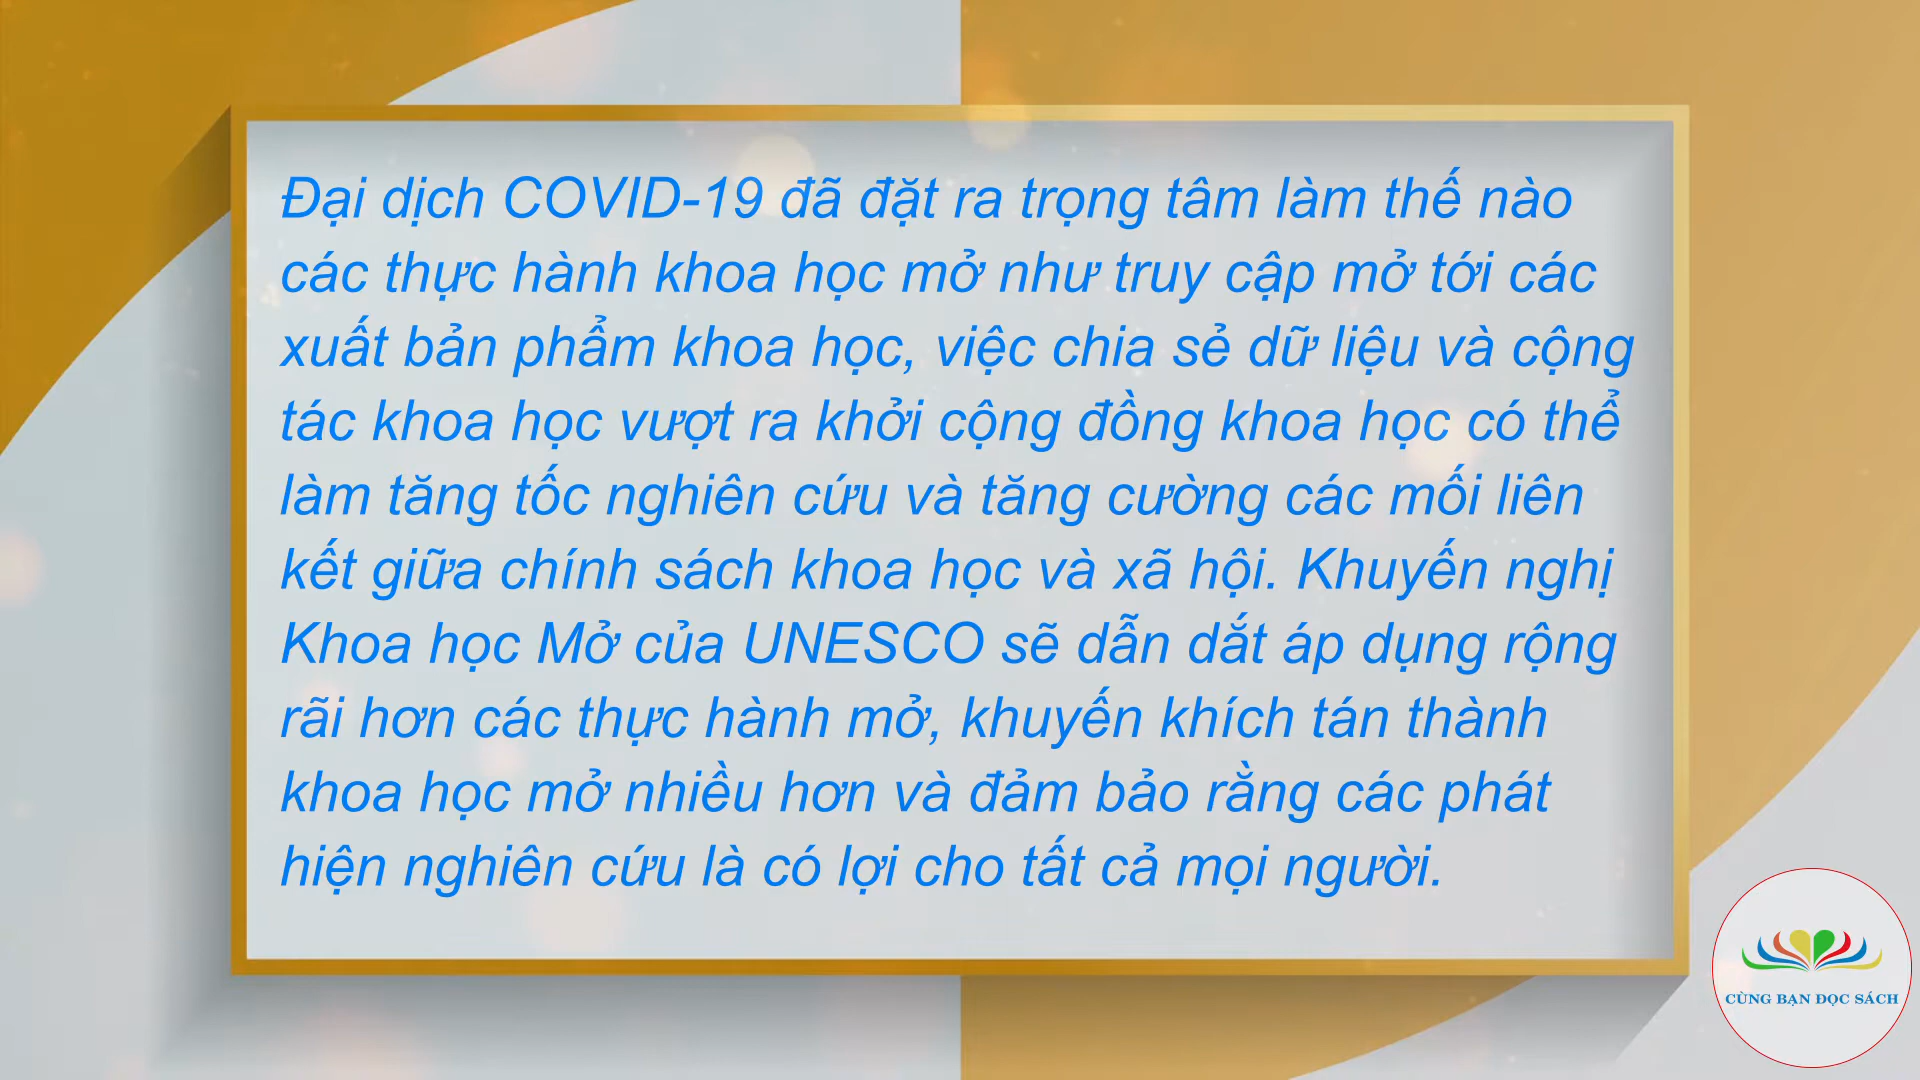 Đại dịch COVID-19 đã đặt ra trọng tâm làm thế nào
các thực hành khoa học mở như truy cập mở tới các
xuất bản phẩm khoa học, việc chia sẻ dữ liệu và cộng
tác khoa học vượt ra khởi cộng đồng khoa học có thể
làm tăng tốc nghiên cứu và tăng cường các mối liên
kết giữa chính sách khoa học và xã hội. Khuyến nghị
Khoa học Mở của UNESCO sẽ dẫn dắt áp dụng rộng
rãi hơn các thực hành mở, khuyến khích tán thành
khoa học mở nhiều hơn và đảm bảo rằng các phát
hiện nghiên cứu là có lợi cho tất cả mọi người.
CÙNG BẠN ĐỌC SÁCH